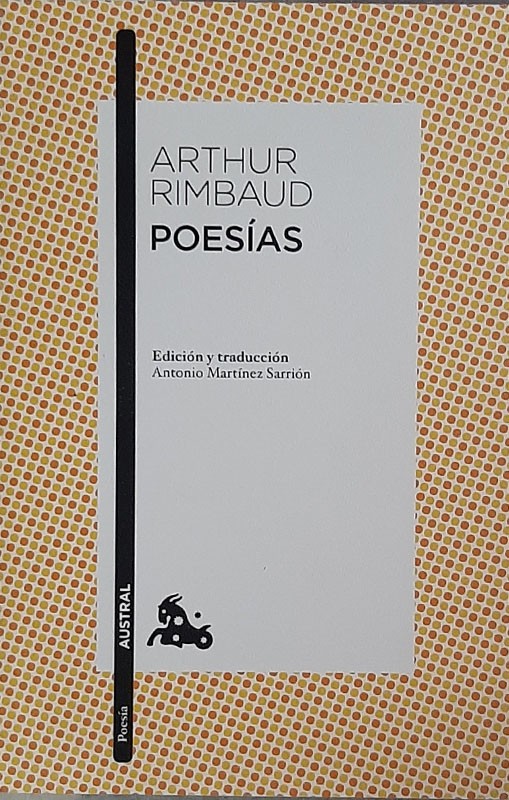 ARTHUR
RIMBAUD
POESÍAS
Edición y traducción
Antonio Martínez Sarrión
AUSTRAL
Poesía